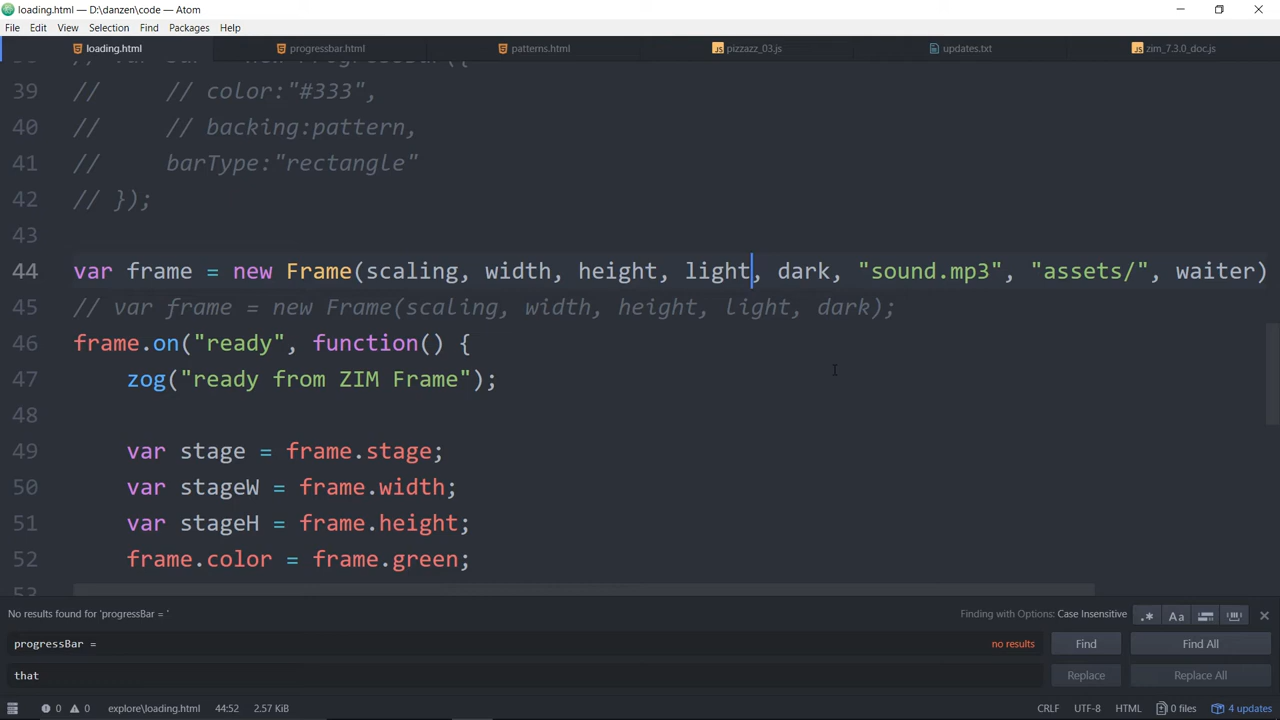 loading.html — D:\danzen\code — Atom
File Edit View Selection Find Packages Help
loading.html progressbar.html patterns.html pizzazz_03.js updates.txt zim_7.3.0_doc.js
39 //     // color:"#333",
40 //     // backing:pattern,
41 //     barType:"rectangle"
42 // });
43
44 var frame = new Frame(scaling, width, height, light, dark, "sound.mp3", "assets/", waiter)
45 // var frame = new Frame(scaling, width, height, light, dark);
46 frame.on("ready", function() {
47     zog("ready from ZIM Frame");
48
49     var stage = frame.stage;
50     var stageW = frame.width;
51     var stageH = frame.height;
52     frame.color = frame.green;
53
No results found for 'progressBar = ' Finding with Options: Case Insensitive .* Aa
progressBar = no results Find Find All
that Replace Replace All
0 0 explore\loading.html 44:52 2.57 KiB CRLF UTF-8 HTML 0 files 4 updates